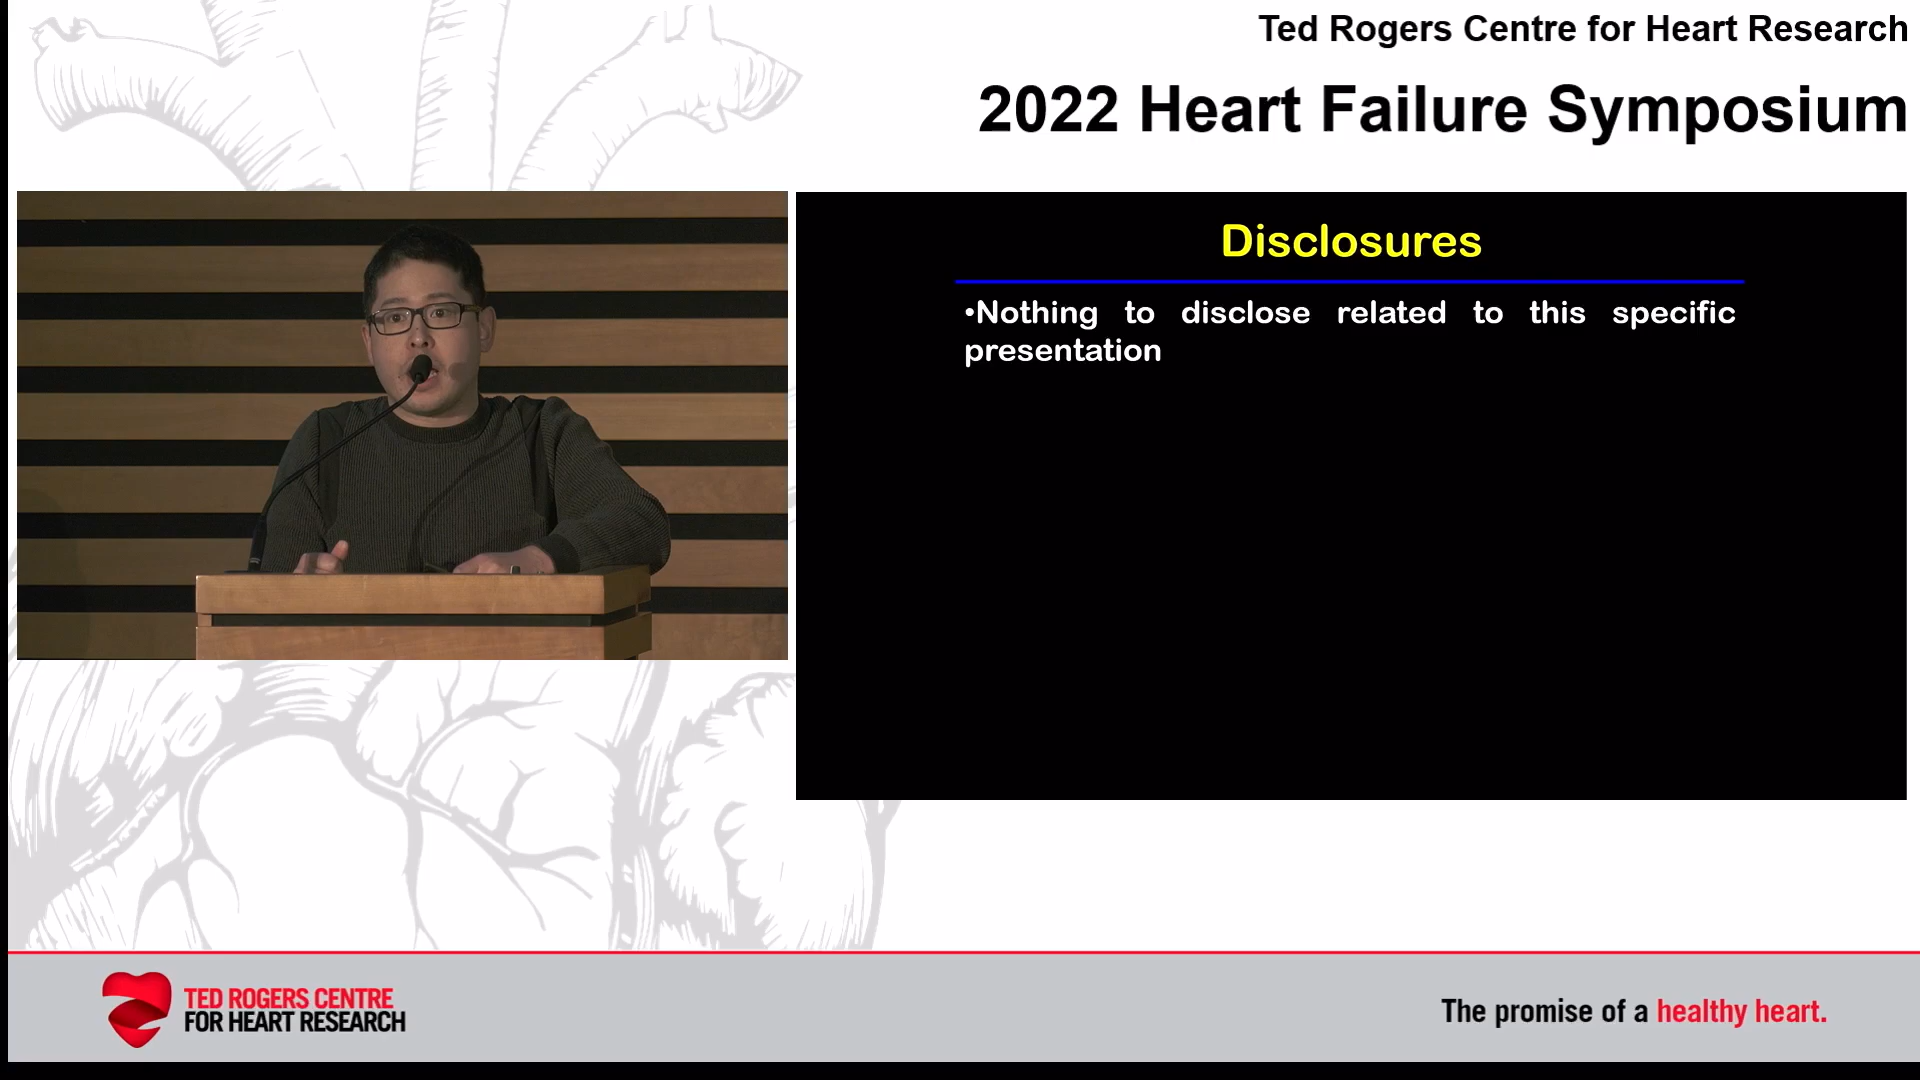 Ted Rogers Centre for Heart Research
2022 Heart Failure Symposium
Disclosures
•Nothing to disclose related to this specific
presentation
TED ROGERS CENTRE
FOR HEART RESEARCH
The promise of a healthy heart.